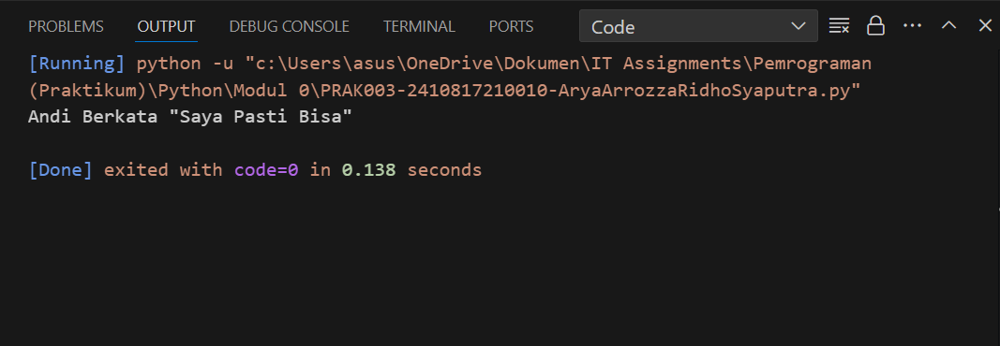 PROBLEMS OUTPUT DEBUG CONSOLE TERMINAL PORTS Code
[Running] python -u "c:\Users\asus\OneDrive\Dokumen\IT Assignments\Pemrograman
(Praktikum)\Python\Modul 0\PRAK003-2410817210010-AryaArrozzaRidhoSyaputra.py"
Andi Berkata "Saya Pasti Bisa"
[Done] exited with code=0 in 0.138 seconds